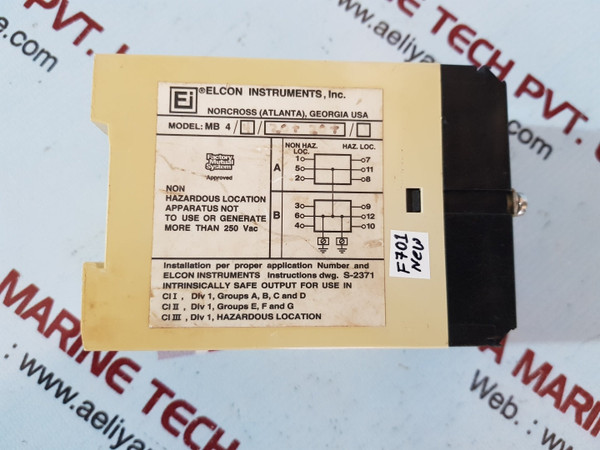 Ei ®ELCON INSTRUMENTS, Inc.
NORCROSS (ATLANTA), GEORGIA USA
MODEL: MB 4/ / /
Factory Mutual System
Approved
NON
HAZARDOUS LOCATION
APPARATUS NOT
TO USE OR GENERATE
MORE THAN 250 Vac
A
NON HAZ. LOC.
HAZ. LOC.
1 7
5 11
2 8
B
3 9
6 12
4 10
Installation per proper application Number and
ELCON INSTRUMENTS Instructions dwg. S-2371
INTRINSICALLY SAFE OUTPUT FOR USE IN
Cl I, Div 1, Groups A, B, C and D
Cl II, Div 1, Groups E, F and G
Cl III, Div 1, HAZARDOUS LOCATION
F701
NEW
MARINE TECH PVT.
www.aeliya
MARINE TECH PVT.
www.aeliya
Web. :